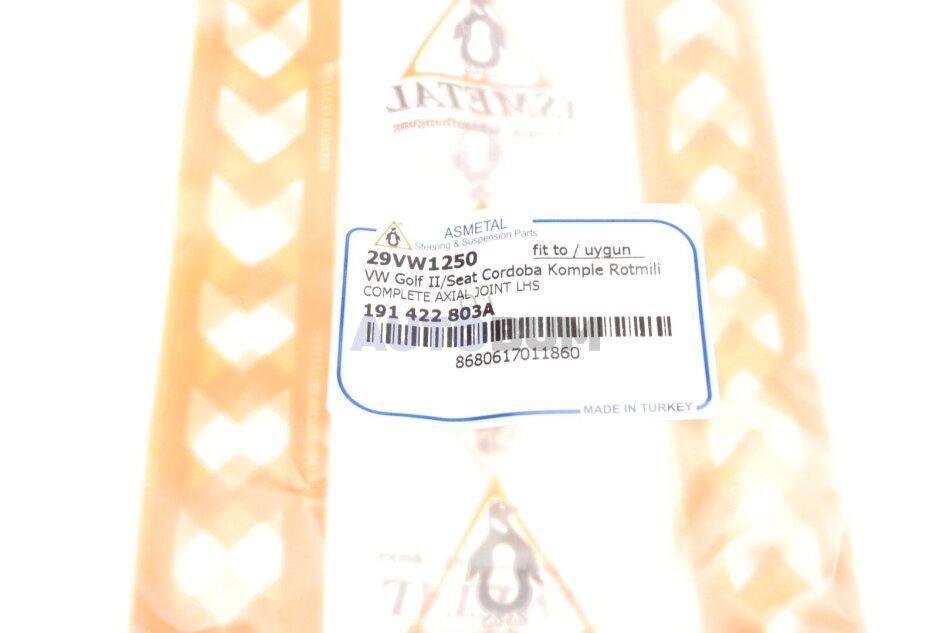 ASMETAL
ASMETAL
Steering & Suspension Parts
29VW1250
fit to / uygun
VW Golf II/Seat Cordoba Komple Rotmili
COMPLETE AXIAL JOINT LHS
191 422 803A
8680617011860
MADE IN TURKEY